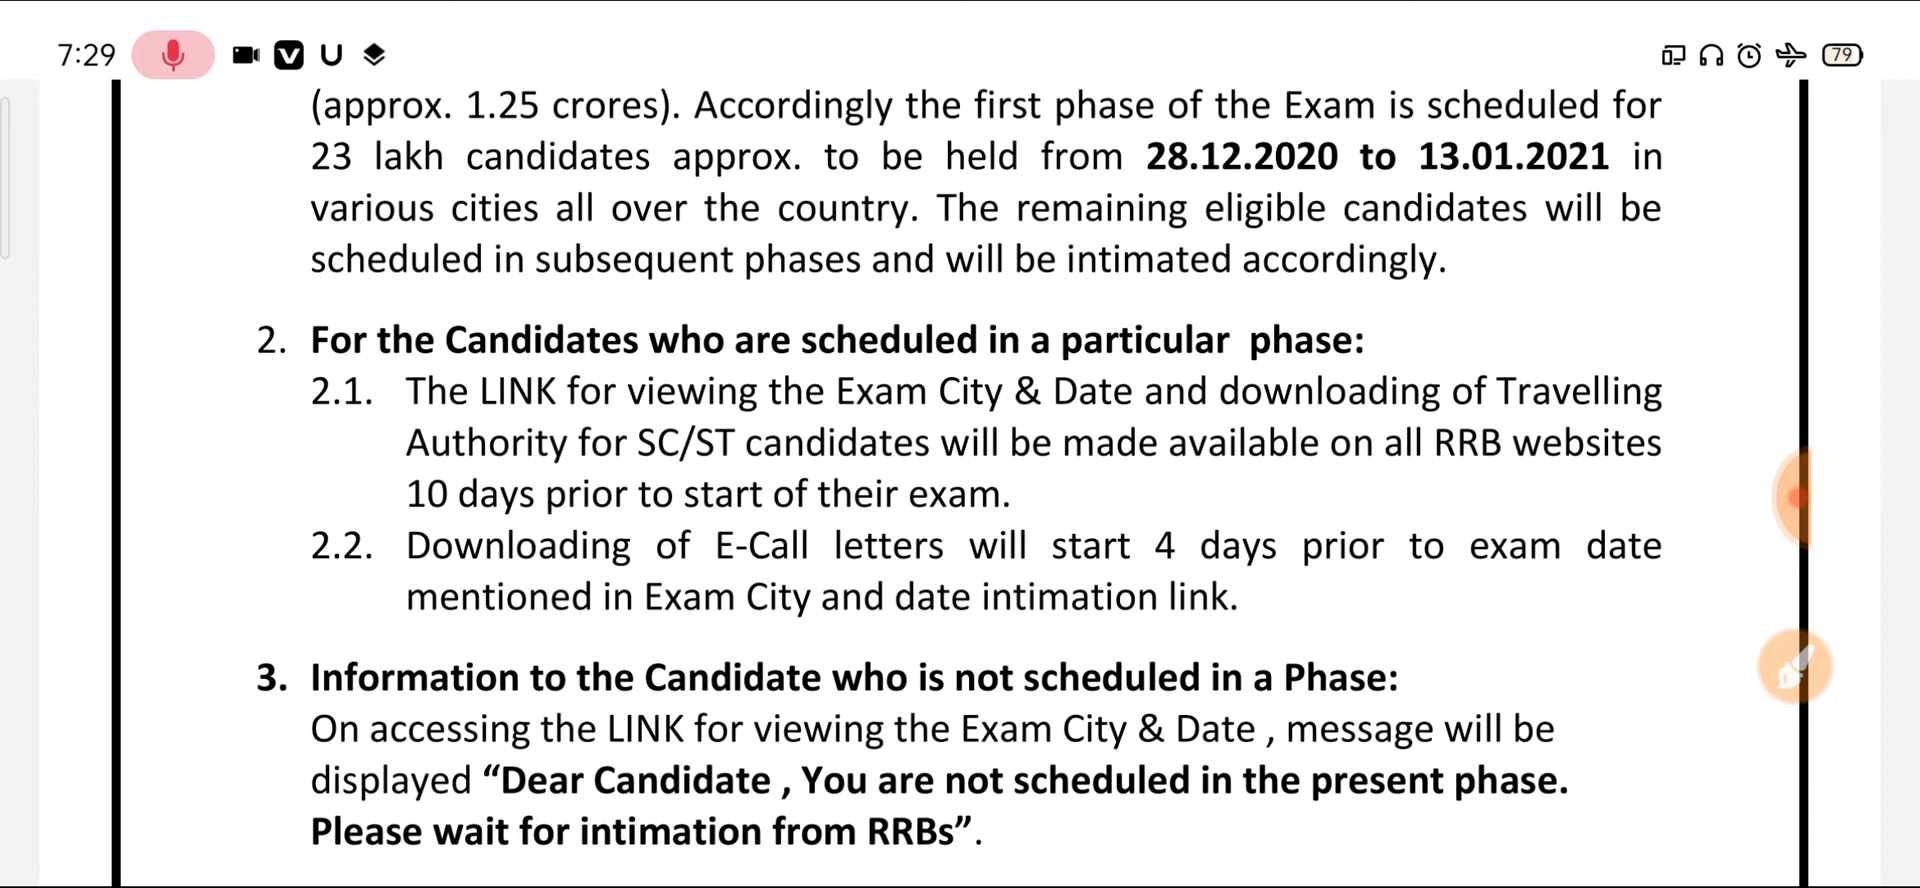 7:29
V U
79
(approx. 1.25 crores). Accordingly the first phase of the Exam is scheduled for
23 lakh candidates approx. to be held from 28.12.2020 to 13.01.2021 in
various cities all over the country. The remaining eligible candidates will be
scheduled in subsequent phases and will be intimated accordingly.
2. For the Candidates who are scheduled in a particular phase:
2.1. The LINK for viewing the Exam City & Date and downloading of Travelling
Authority for SC/ST candidates will be made available on all RRB websites
10 days prior to start of their exam.
2.2. Downloading of E-Call letters will start 4 days prior to exam date
mentioned in Exam City and date intimation link.
3. Information to the Candidate who is not scheduled in a Phase:
On accessing the LINK for viewing the Exam City & Date , message will be
displayed “Dear Candidate , You are not scheduled in the present phase.
Please wait for intimation from RRBs”.